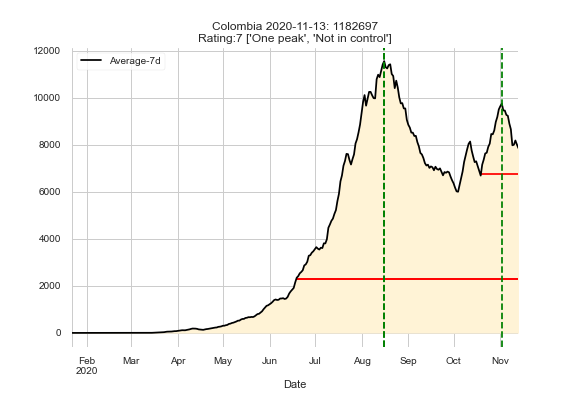 Colombia 2020-11-13: 1182697
Rating:7 ['One peak', 'Not in control']
12000
10000
8000
6000
4000
2000
0
Average-7d
Feb Mar Apr May Jun Jul Aug Sep Oct Nov
2020
Date